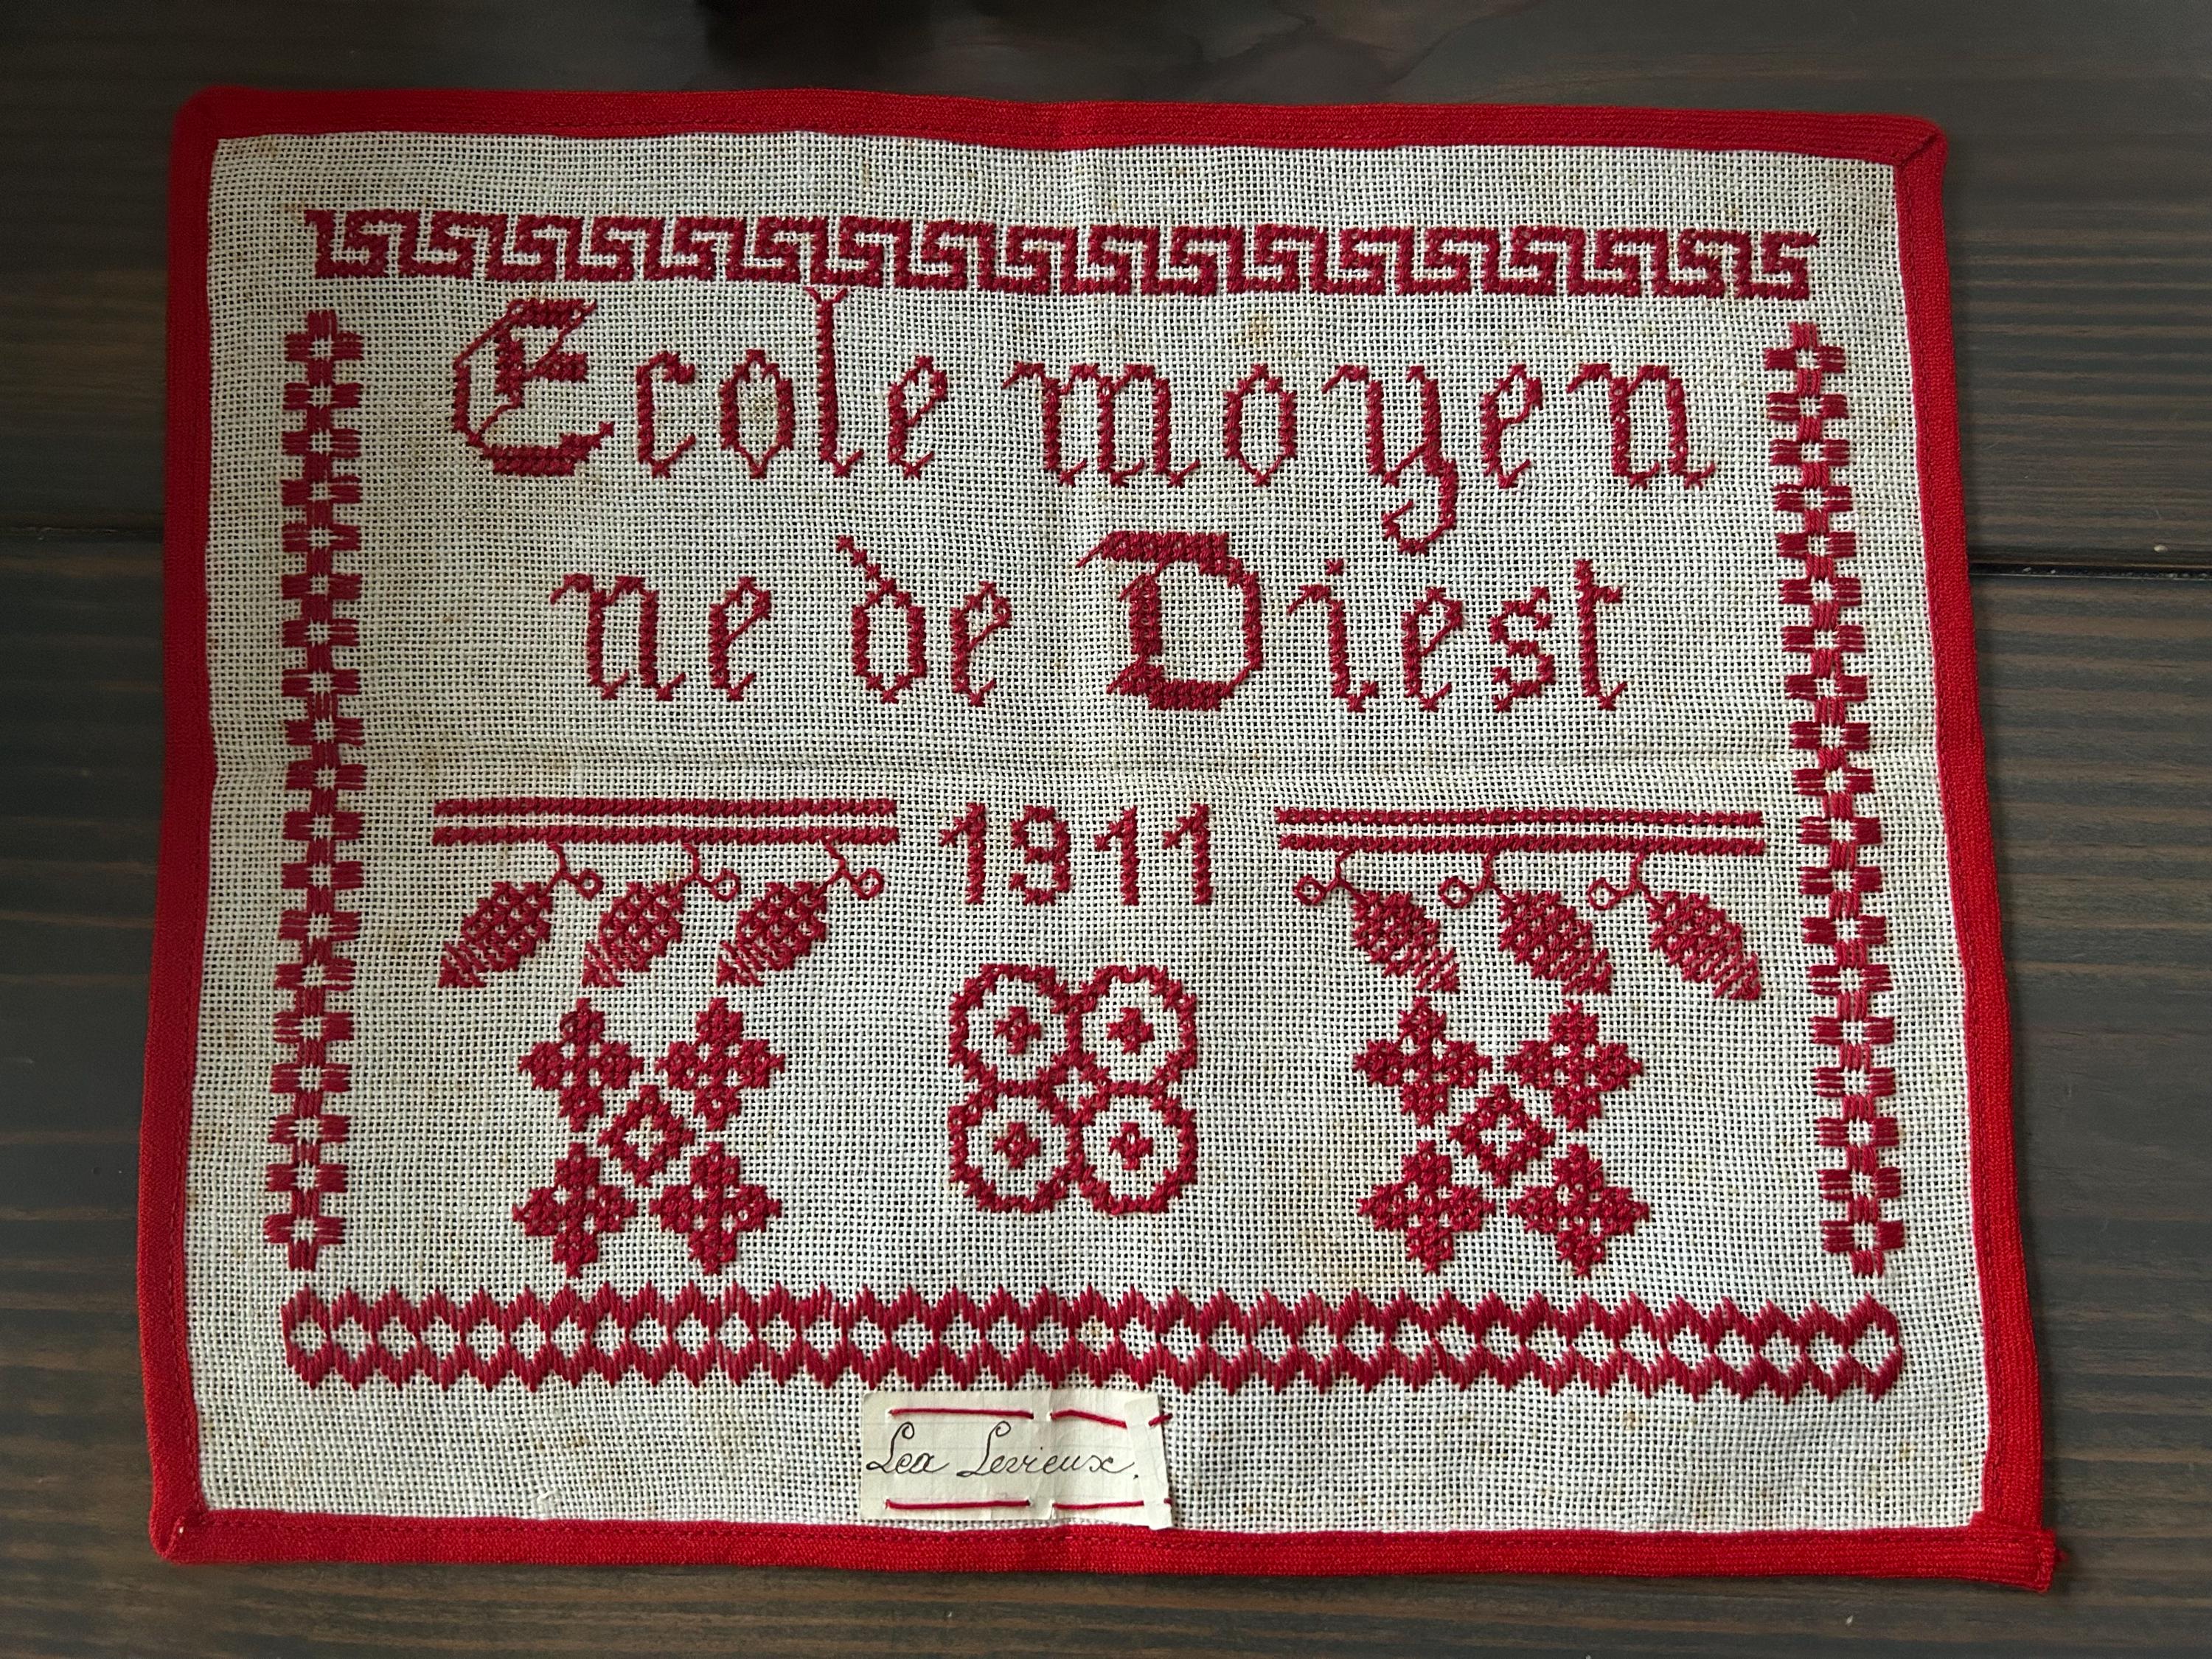 Ecole moyen
ne de Diest
1911
Lea Levieux.